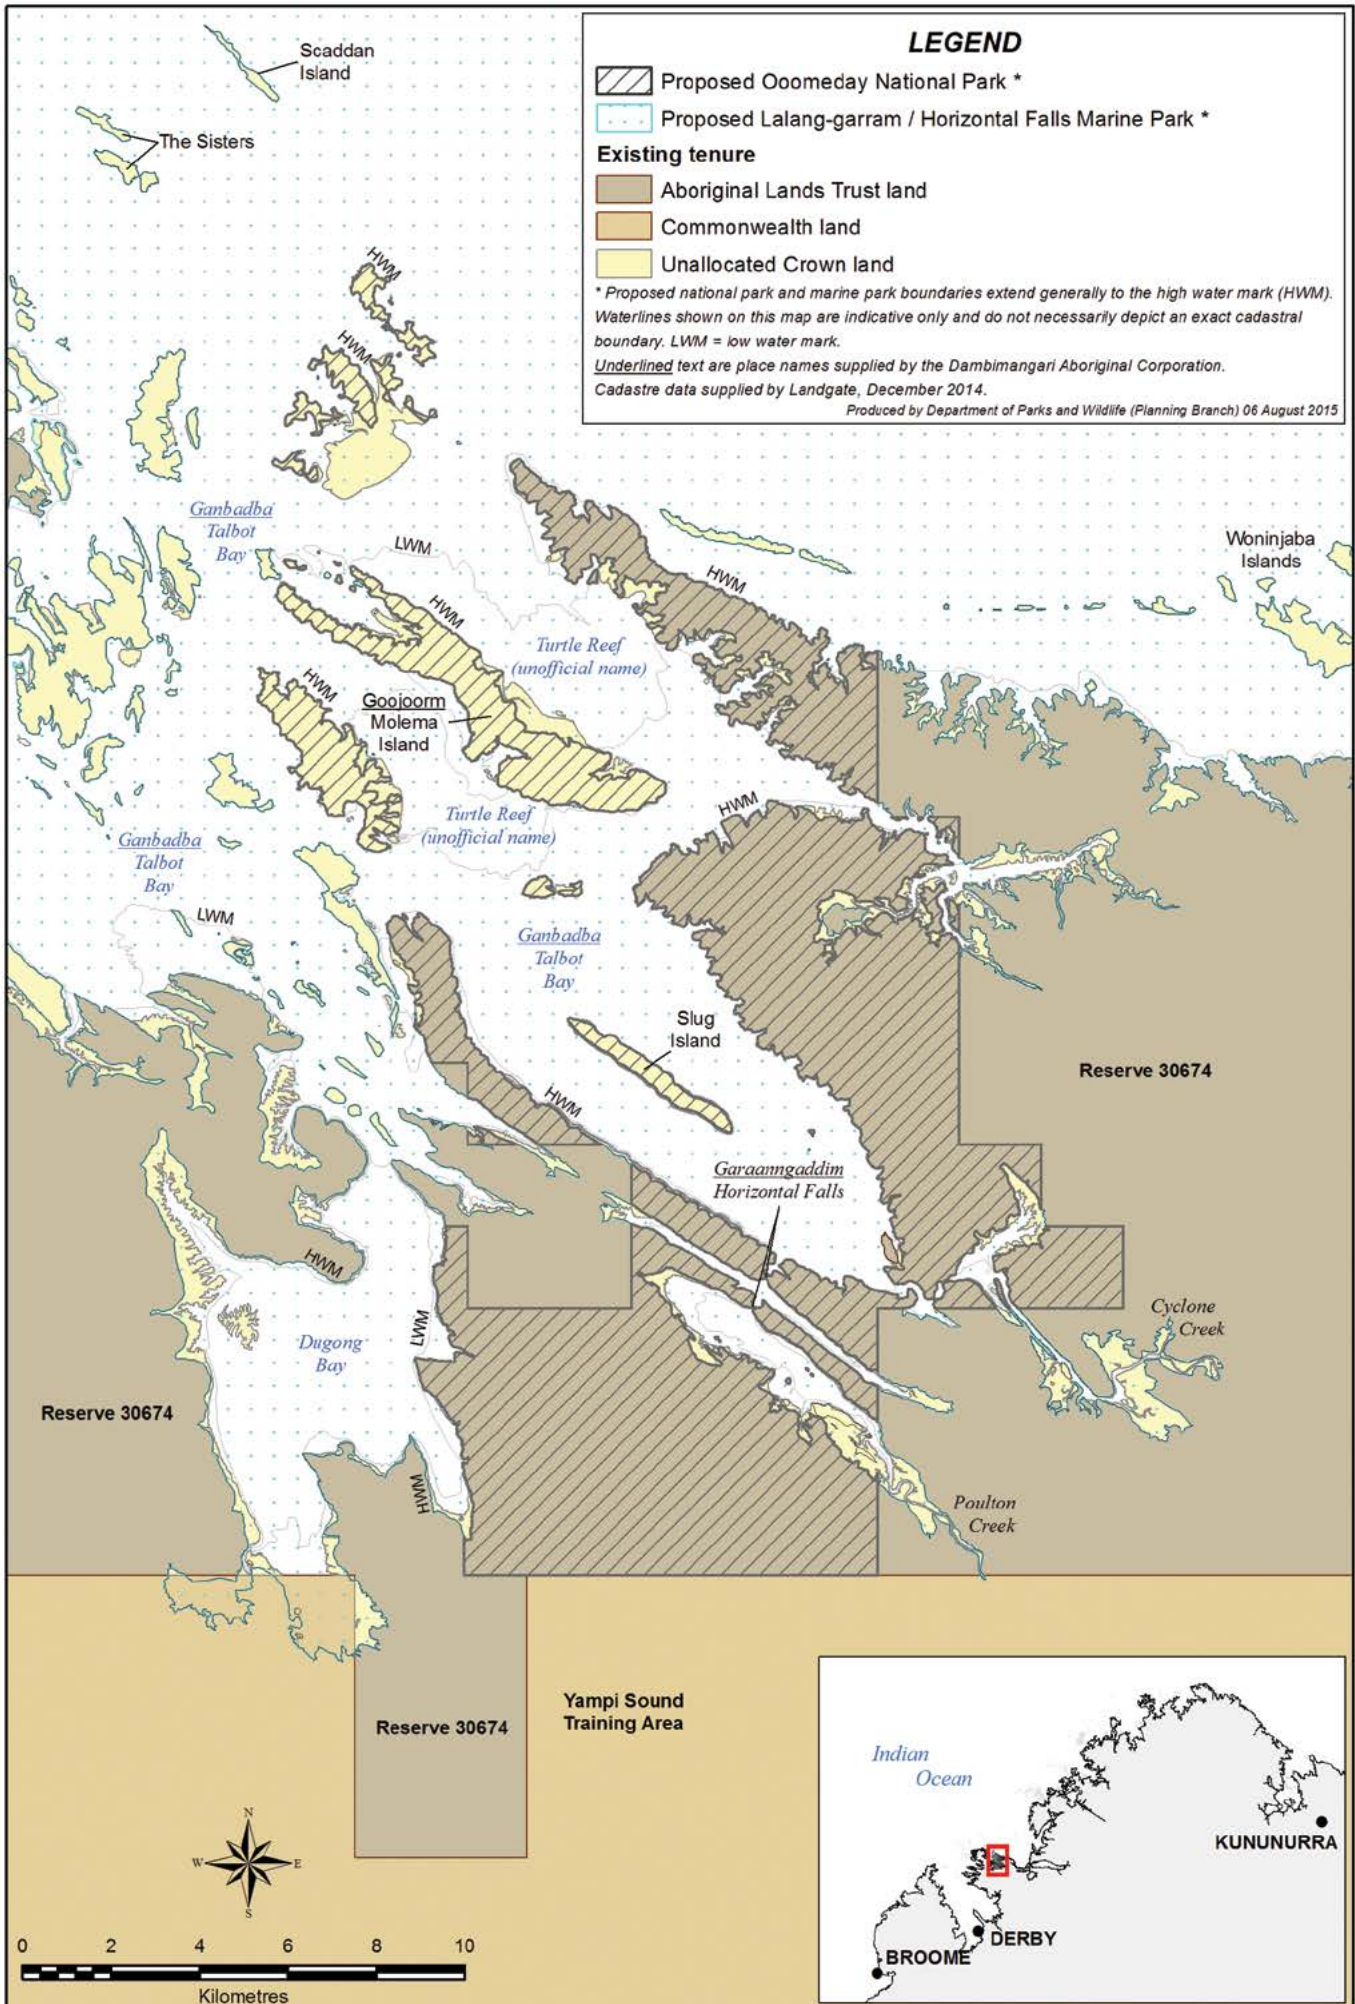 LEGEND
Proposed Ooomeday National Park *
Proposed Lalang-garram / Horizontal Falls Marine Park *
Existing tenure
Aboriginal Lands Trust land
Commonwealth land
Unallocated Crown land
* Proposed national park and marine park boundaries extend generally to the high water mark (HWM).
Waterlines shown on this map are indicative only and do not necessarily depict an exact cadastral
boundary. LWM = low water mark.
Underlined text are place names supplied by the Dambimangari Aboriginal Corporation.
Cadastre data supplied by Landgate, December 2014.
Produced by Department of Parks and Wildlife (Planning Branch) 06 August 2015
Scaddan
Island
The Sisters
HWM
HWM
Ganbadba
Talbot
Bay
LWM
HWM
HWM
Woninjaba
Islands
Turtle Reef
(unofficial name)
HWM
Goojoorm
Molema
Island
HWM
Turtle Reef
(unofficial name)
Ganbadba
Talbot
Bay
LWM
Ganbadba
Talbot
Bay
Slug
Island
Reserve 30674
HWM
Garaanngaddim
Horizontal Falls
HWM
LWM
Dugong
Bay
Cyclone
Creek
Reserve 30674
HWM
Poulton
Creek
Yampi Sound
Training Area
Reserve 30674
Indian
Ocean
KUNUNURRA
DERBY
BROOME
N
W
E
S
0 2 4 6 8 10
Kilometres